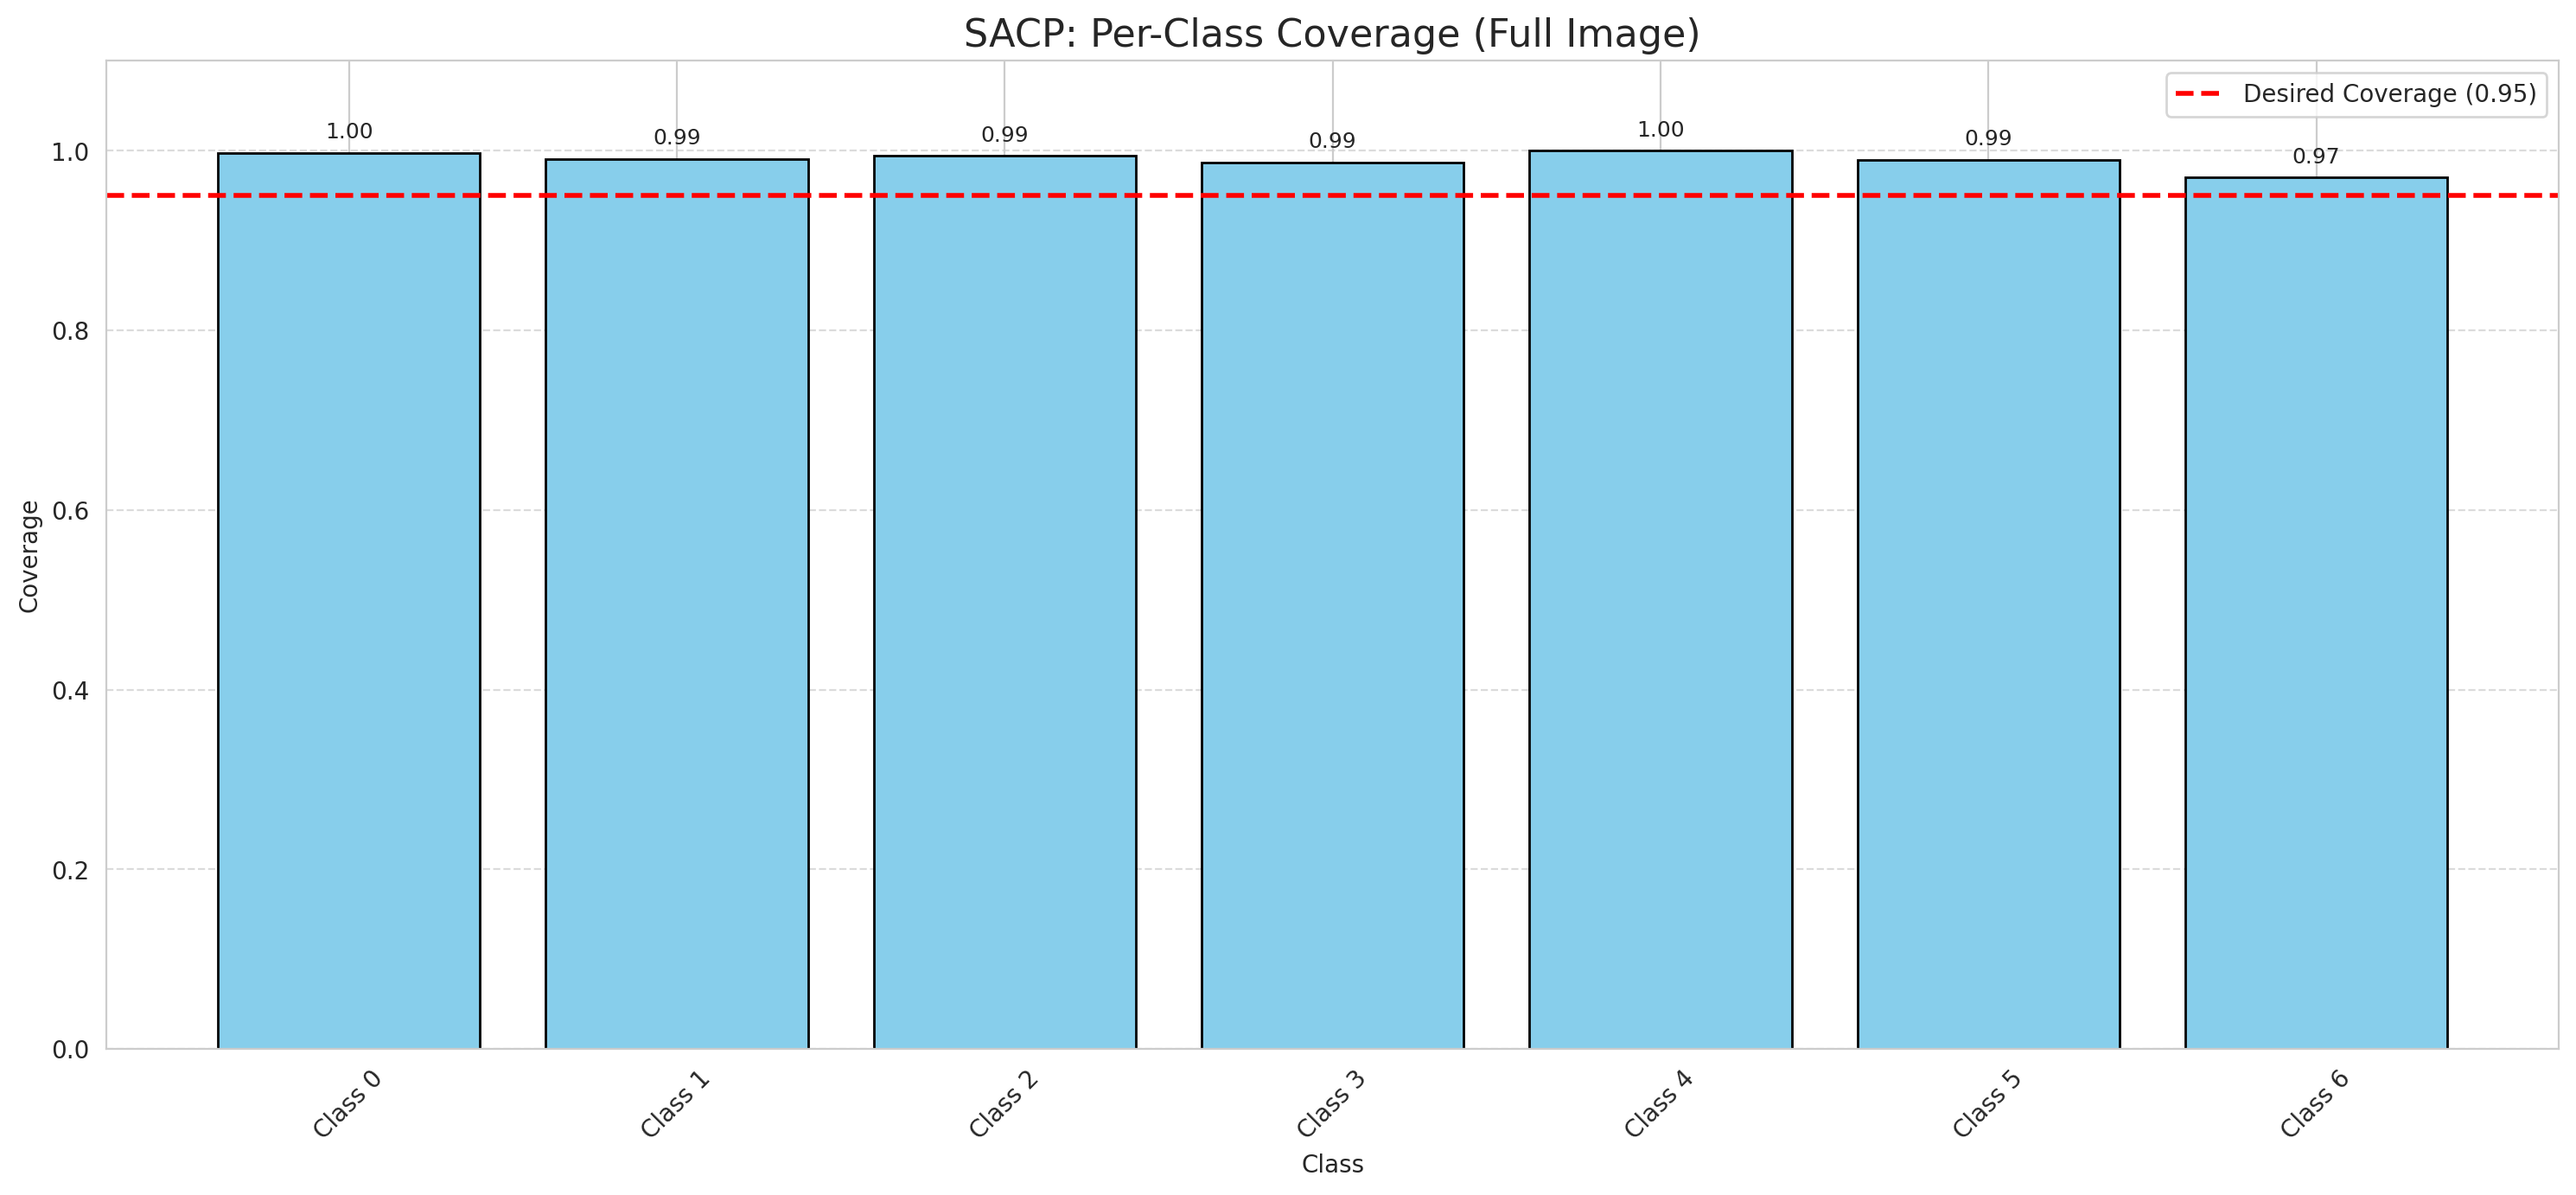 SACP: Per-Class Coverage (Full Image)
Desired Coverage (0.95)
1.00
0.99
0.99
0.99
1.00
0.99
0.97
1.0
0.8
0.6
0.4
0.2
0.0
Coverage
Class 0
Class 1
Class 2
Class 3
Class 4
Class 5
Class 6
Class